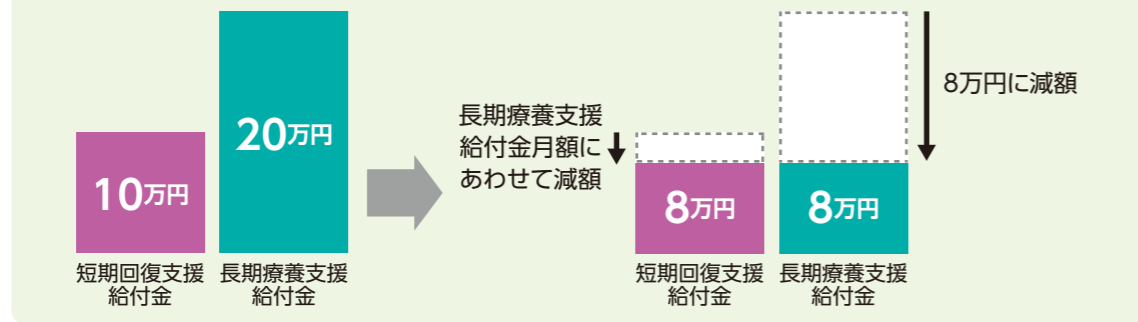 10万円
20万円
短期回復支援
給付金
長期療養支援
給付金
長期療養支援
給付金月額に
あわせて減額
8万円
8万円
8万円に減額
短期回復支援
給付金
長期療養支援
給付金